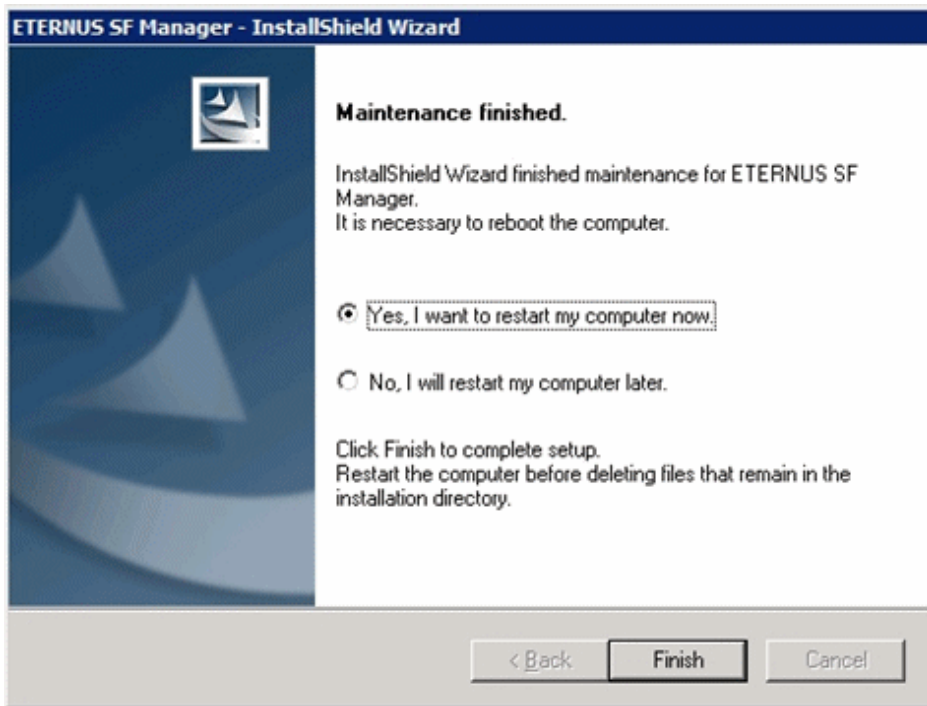 ETERNUS SF Manager - InstallShield Wizard
Maintenance finished.
InstallShield Wizard finished maintenance for ETERNUS SF
Manager.
It is necessary to reboot the computer.
Yes, I want to restart my computer now.
No, I will restart my computer later.
Click Finish to complete setup.
Restart the computer before deleting files that remain in the
installation directory.
< Back
Finish
Cancel